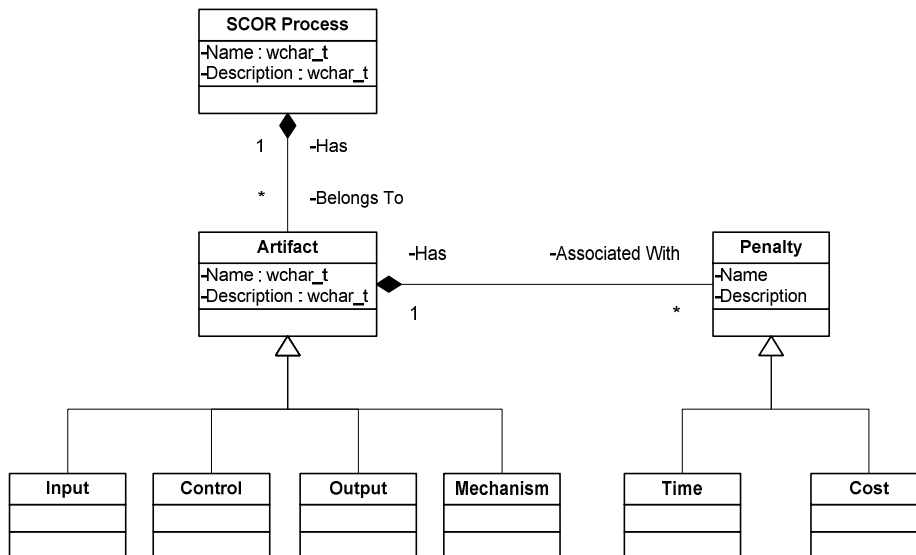 SCOR Process
-Name : wchar_t
-Description : wchar_t
1 -Has
* -Belongs To
Artifact
-Name : wchar_t
-Description : wchar_t
-Has -Associated With
1 *
Penalty
-Name
-Description
Input
Control
Output
Mechanism
Time
Cost